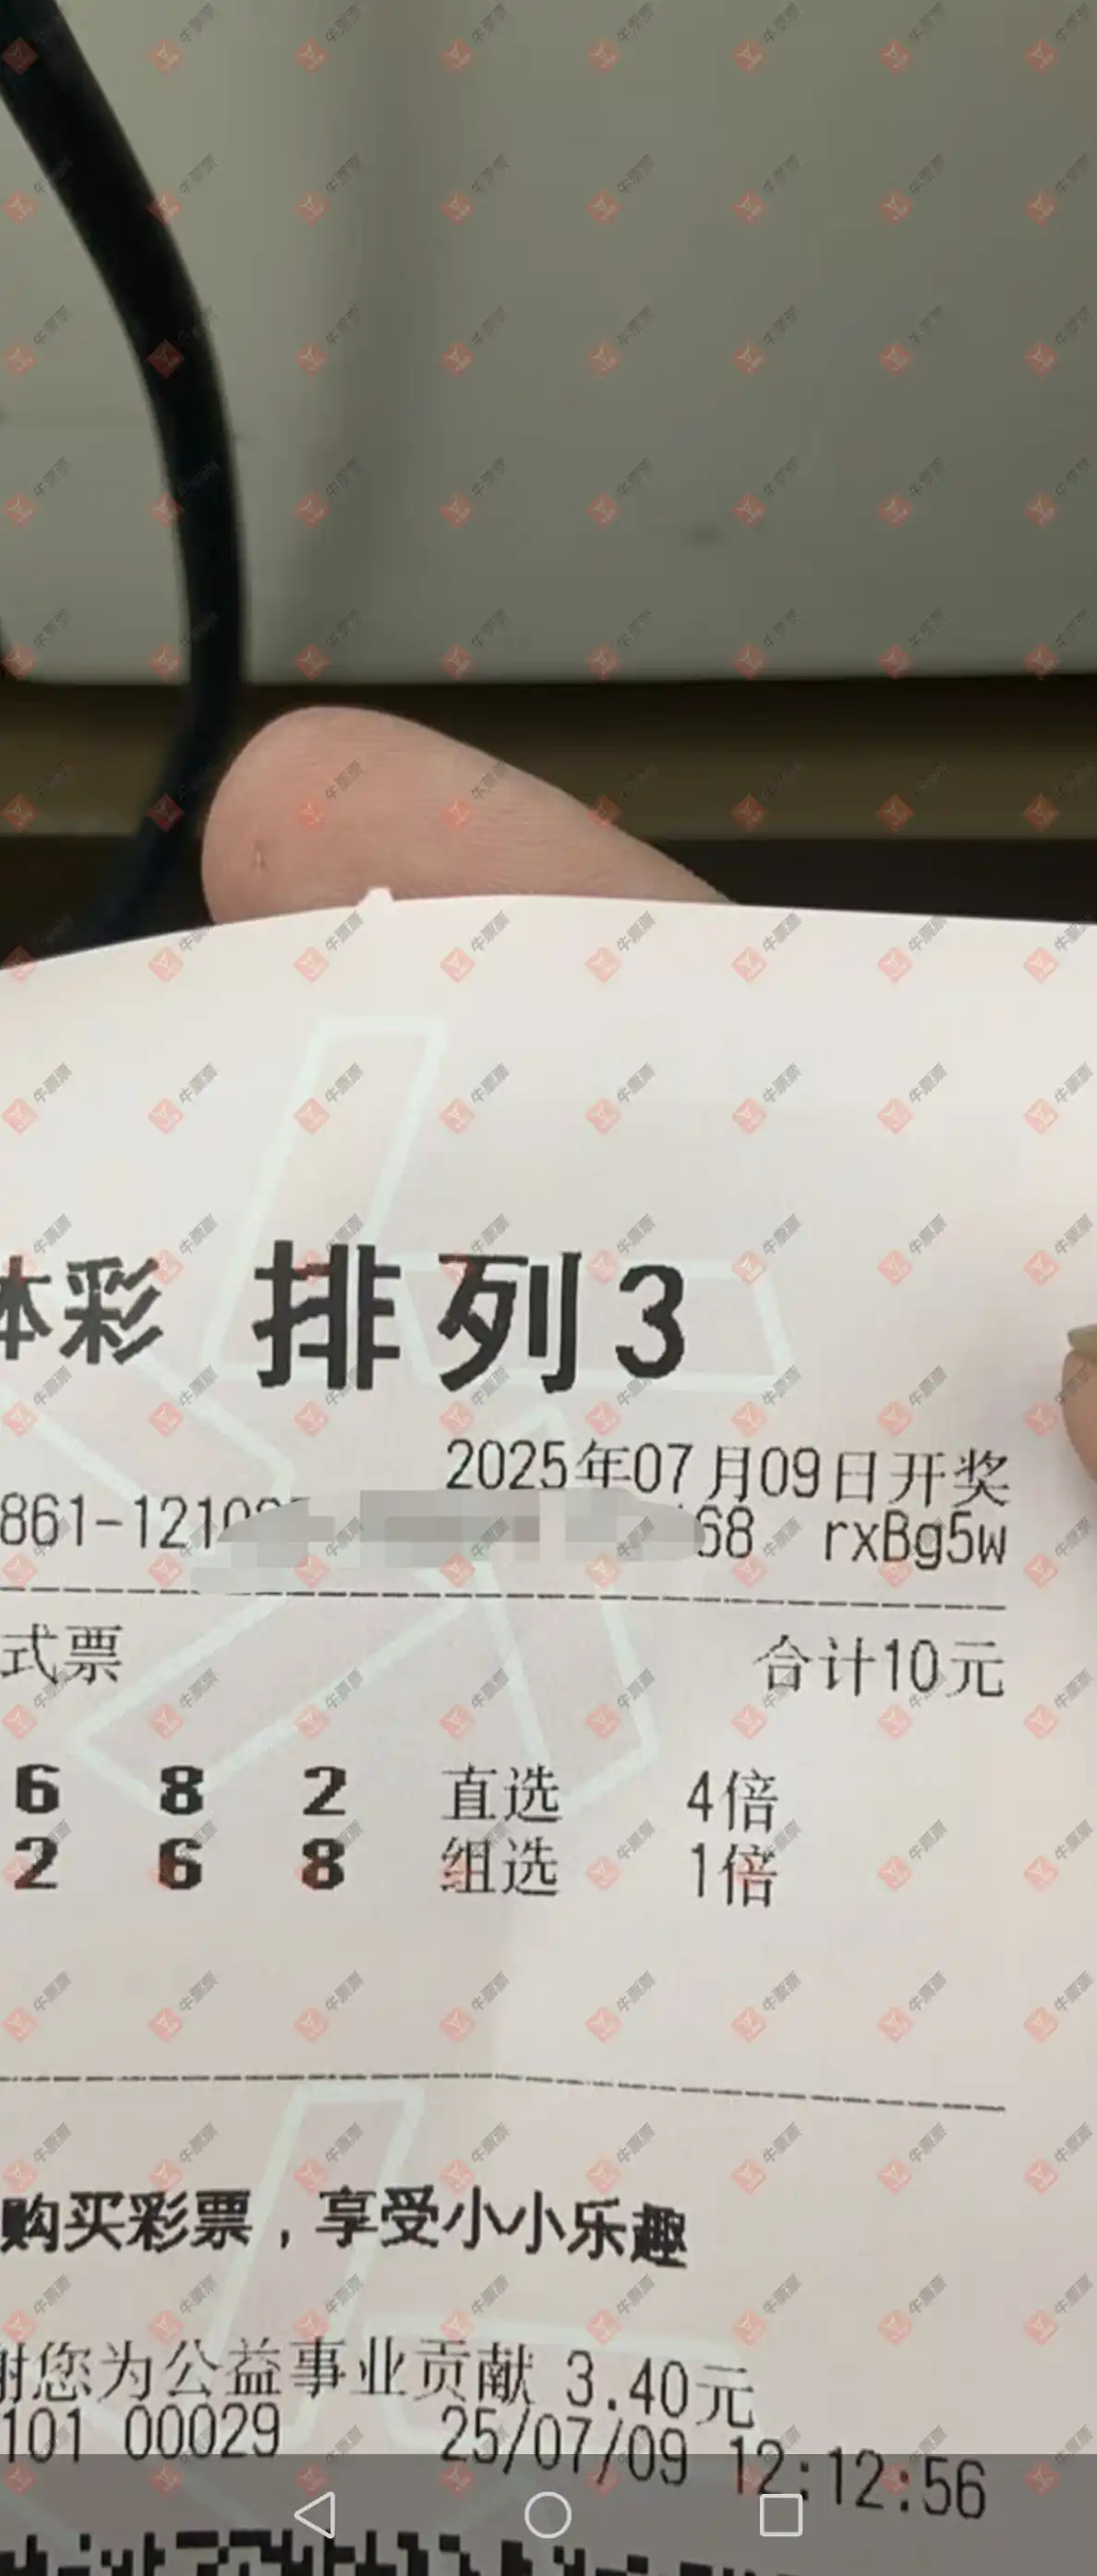 体彩 排列3
2025年07月09日开奖
861-1210
68 rxBg5w
式票 合计10元
6 8 2 直选 4倍
2 6 8 组选 1倍
购买彩票，享受小小乐趣
谢您为公益事业贡献 3.40元
101 00029 25/07/09 12:12:56
牛票票